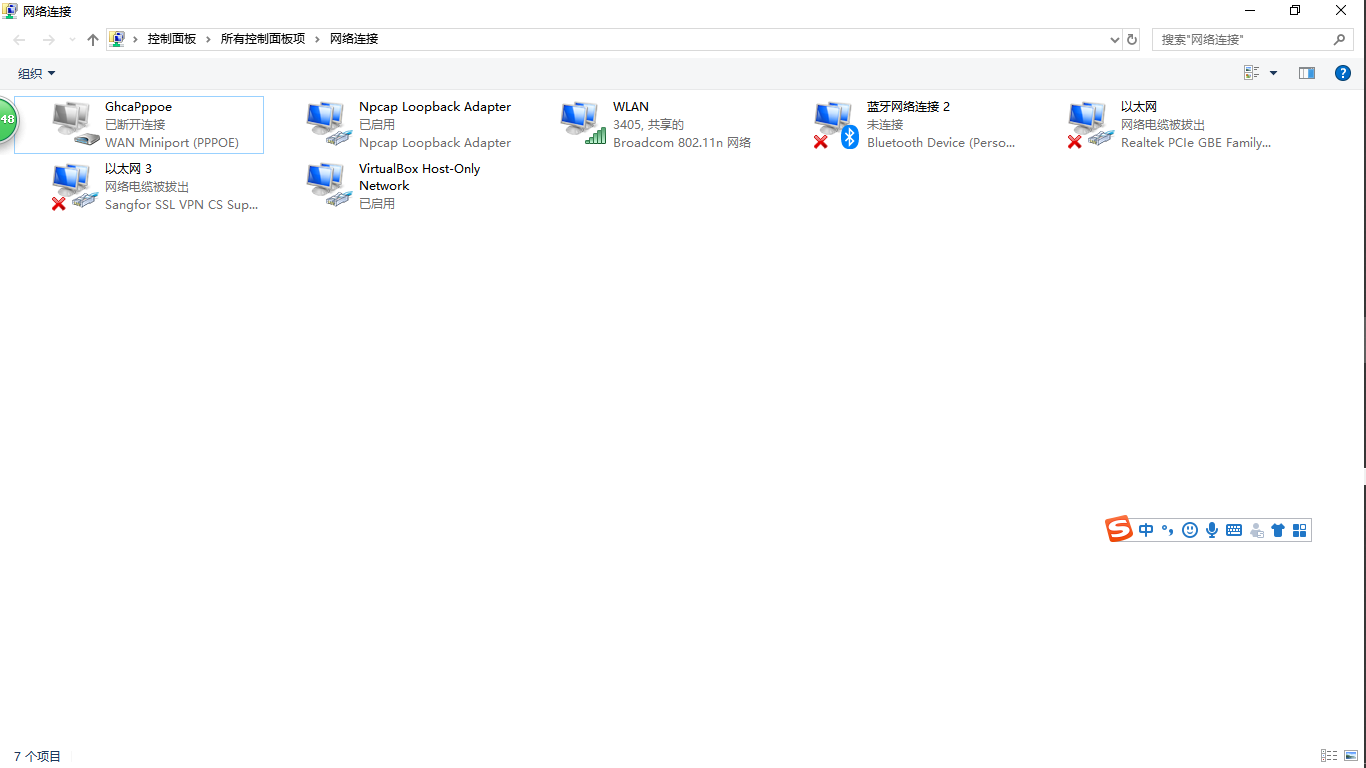 网络连接
控制面板 所有控制面板项 网络连接
搜索"网络连接"
组织
48
GhcaPppoe
已断开连接
WAN Miniport (PPPOE)
Npcap Loopback Adapter
已启用
Npcap Loopback Adapter
WLAN
3405, 共享的
Broadcom 802.11n 网络
蓝牙网络连接 2
未连接
Bluetooth Device (Perso...
以太网
网络电缆被拔出
Realtek PCIe GBE Family...
以太网 3
网络电缆被拔出
Sangfor SSL VPN CS Sup...
VirtualBox Host-Only
Network
已启用
中
7 个项目